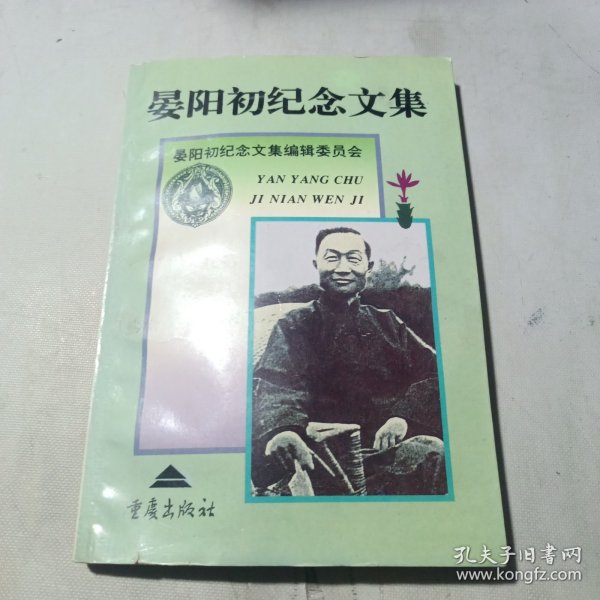 晏阳初纪念文集
晏阳初纪念文集编辑委员会
YAN YANG CHU
JI NIAN WEN JI
重庆出版社
孔夫子旧书网
www.kongfz.com